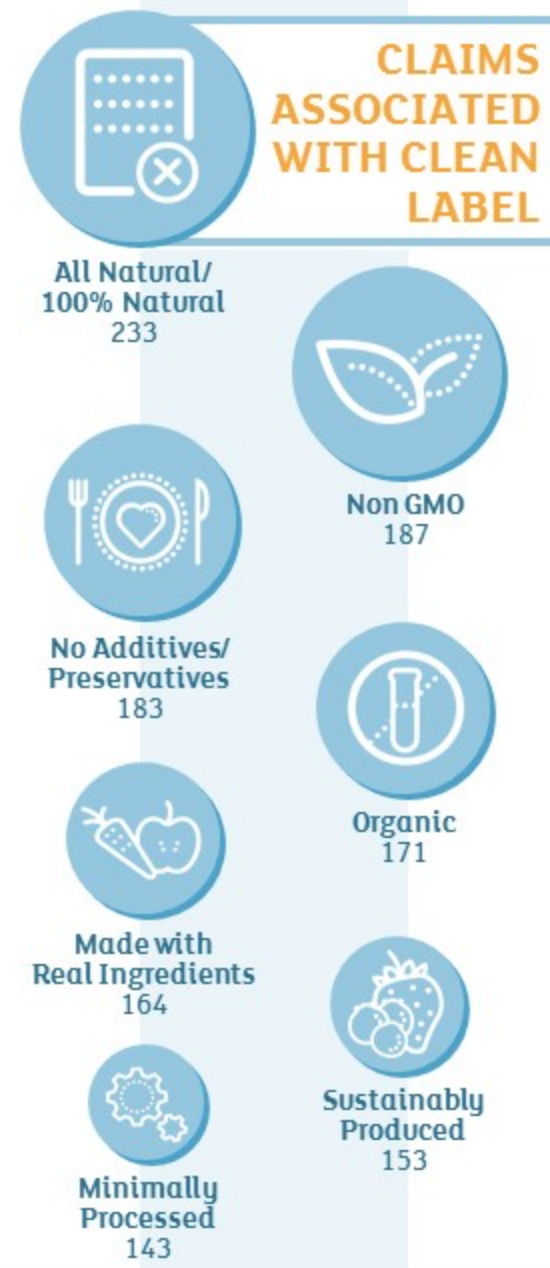 CLAIMS
ASSOCIATED
WITH CLEAN
LABEL
All Natural/
100% Natural
233
Non GMO
187
No Additives/
Preservatives
183
Organic
171
Made with
Real Ingredients
164
Sustainably
Produced
153
Minimally
Processed
143